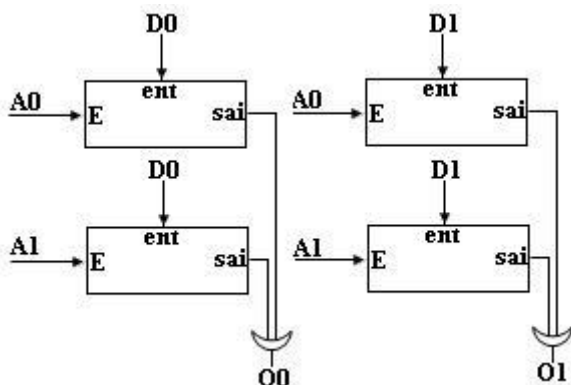 D0 D1
ent ent
A0 E sai A0 E sai
D0 D1
ent ent
A1 E sai A1 E sai
O0 O1